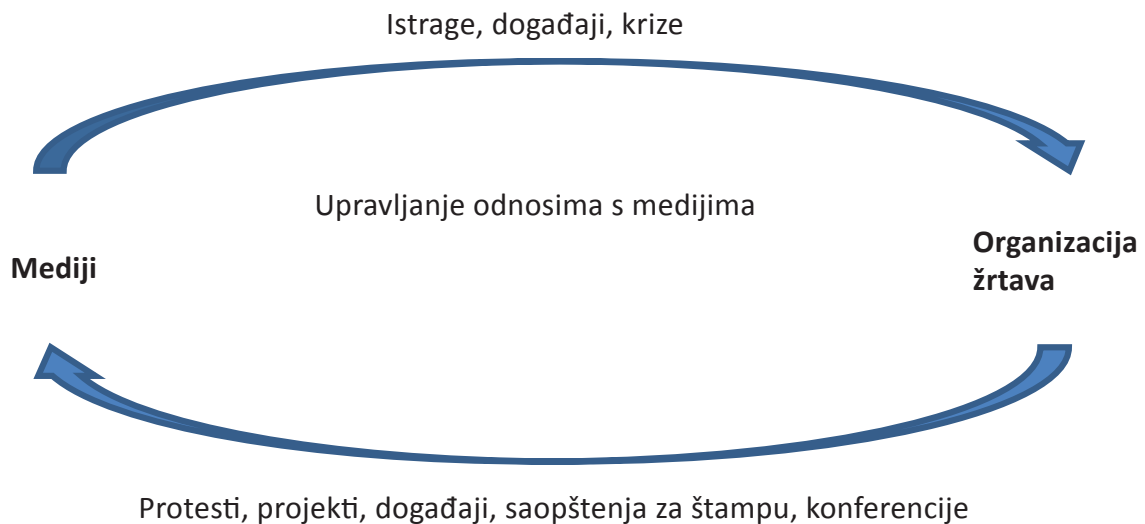 Istrage, događaji, krize
Upravljanje odnosima s medijima
Mediji
Organizacija
žrtava
Protesti, projekti, događaji, saopštenja za štampu, konferencije